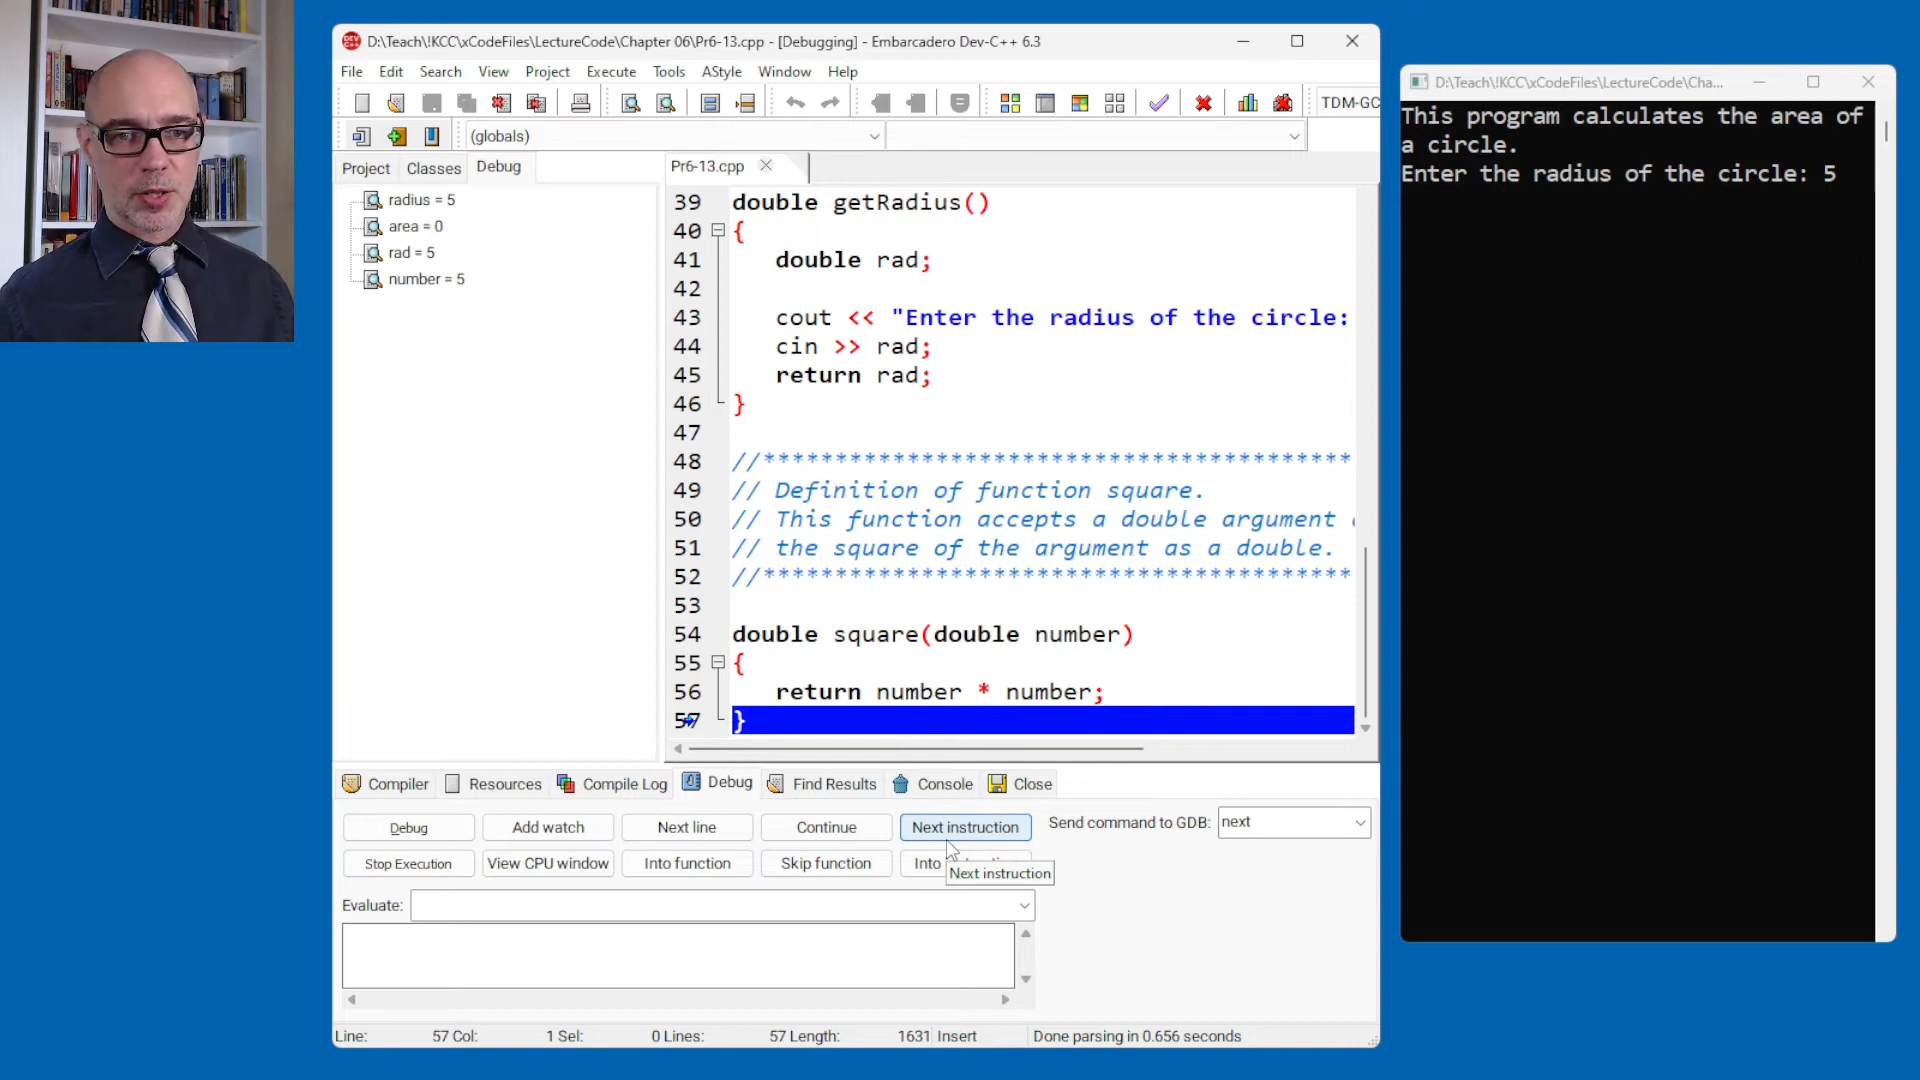 D:\Teach\!KCC\xCodeFiles\LectureCode\Chapter 06\Pr6-13.cpp - [Debugging] - Embarcadero Dev-C++ 6.3
File Edit Search View Project Execute Tools AStyle Window Help
TDM-GC
(globals)
Project Classes Debug
radius = 5
area = 0
rad = 5
number = 5
Pr6-13.cpp
39 double getRadius()
40 {
41 double rad;
42
43 cout << "Enter the radius of the circle:
44 cin >> rad;
45 return rad;
46 }
47
48 //*****************************************
49 // Definition of function square.
50 // This function accepts a double argument
51 // the square of the argument as a double.
52 //*****************************************
53
54 double square(double number)
55 {
56 return number * number;
57 }
Compiler Resources Compile Log Debug Find Results Console Close
Debug Add watch Next line Continue Next instruction Send command to GDB: next
Stop Execution View CPU window Into function Skip function Into
Next instruction
Evaluate:
Line: 57 Col: 1 Sel: 0 Lines: 57 Length: 1631 Insert Done parsing in 0.656 seconds
D:\Teach\!KCC\xCodeFiles\LectureCode\Cha...
This program calculates the area of
a circle.
Enter the radius of the circle: 5